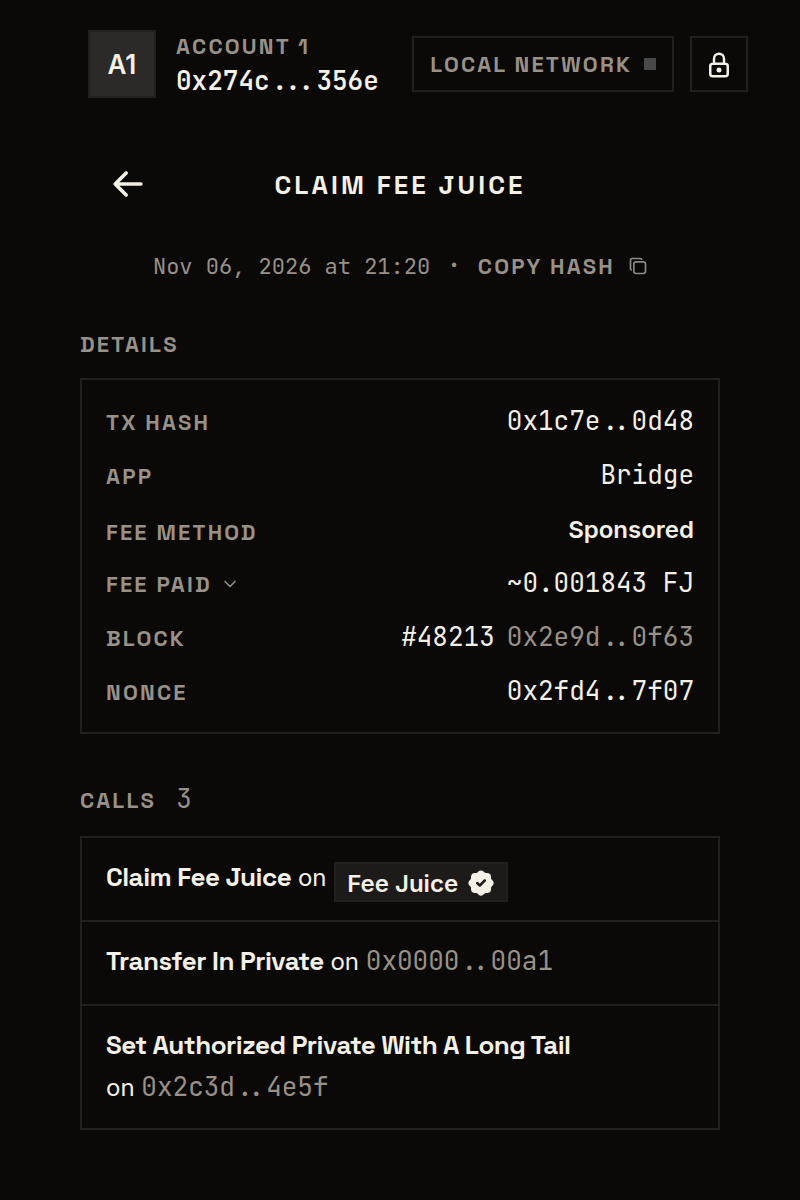 A1
ACCOUNT 1
0x274c...356e
LOCAL NETWORK
CLAIM FEE JUICE
Nov 06, 2026 at 21:20 • COPY HASH
DETAILS
TX HASH 0x1c7e..0d48
APP Bridge
FEE METHOD Sponsored
FEE PAID ~0.001843 FJ
BLOCK #48213 0x2e9d..0f63
NONCE 0x2fd4..7f07
CALLS 3
Claim Fee Juice on Fee Juice
Transfer In Private on 0x0000..00a1
Set Authorized Private With A Long Tail
on 0x2c3d..4e5f